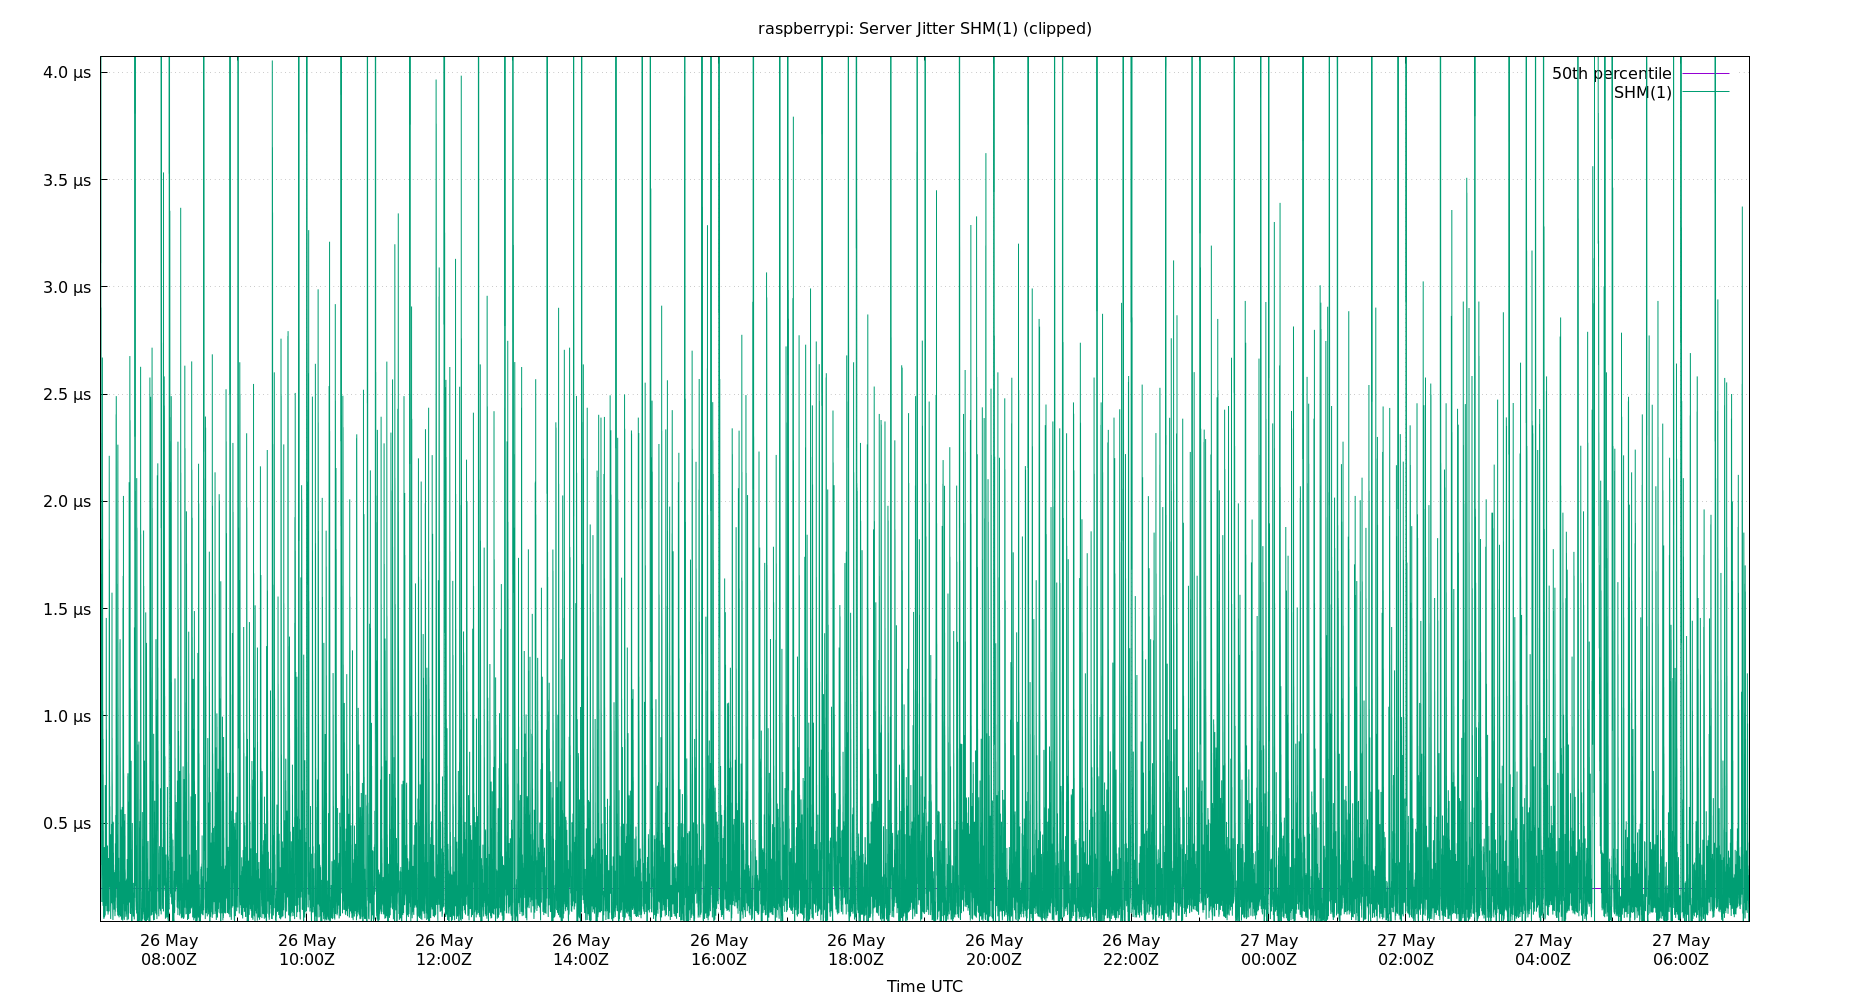 raspberrypi: Server Jitter SHM(1) (clipped)
4.0 µs
3.5 µs
3.0 µs
2.5 µs
2.0 µs
1.5 µs
1.0 µs
0.5 µs
50th percentile
SHM(1)
26 May 26 May 26 May 26 May 26 May 26 May 26 May 26 May 27 May 27 May 27 May 27 May
08:00Z 10:00Z 12:00Z 14:00Z 16:00Z 18:00Z 20:00Z 22:00Z 00:00Z 02:00Z 04:00Z 06:00Z
Time UTC